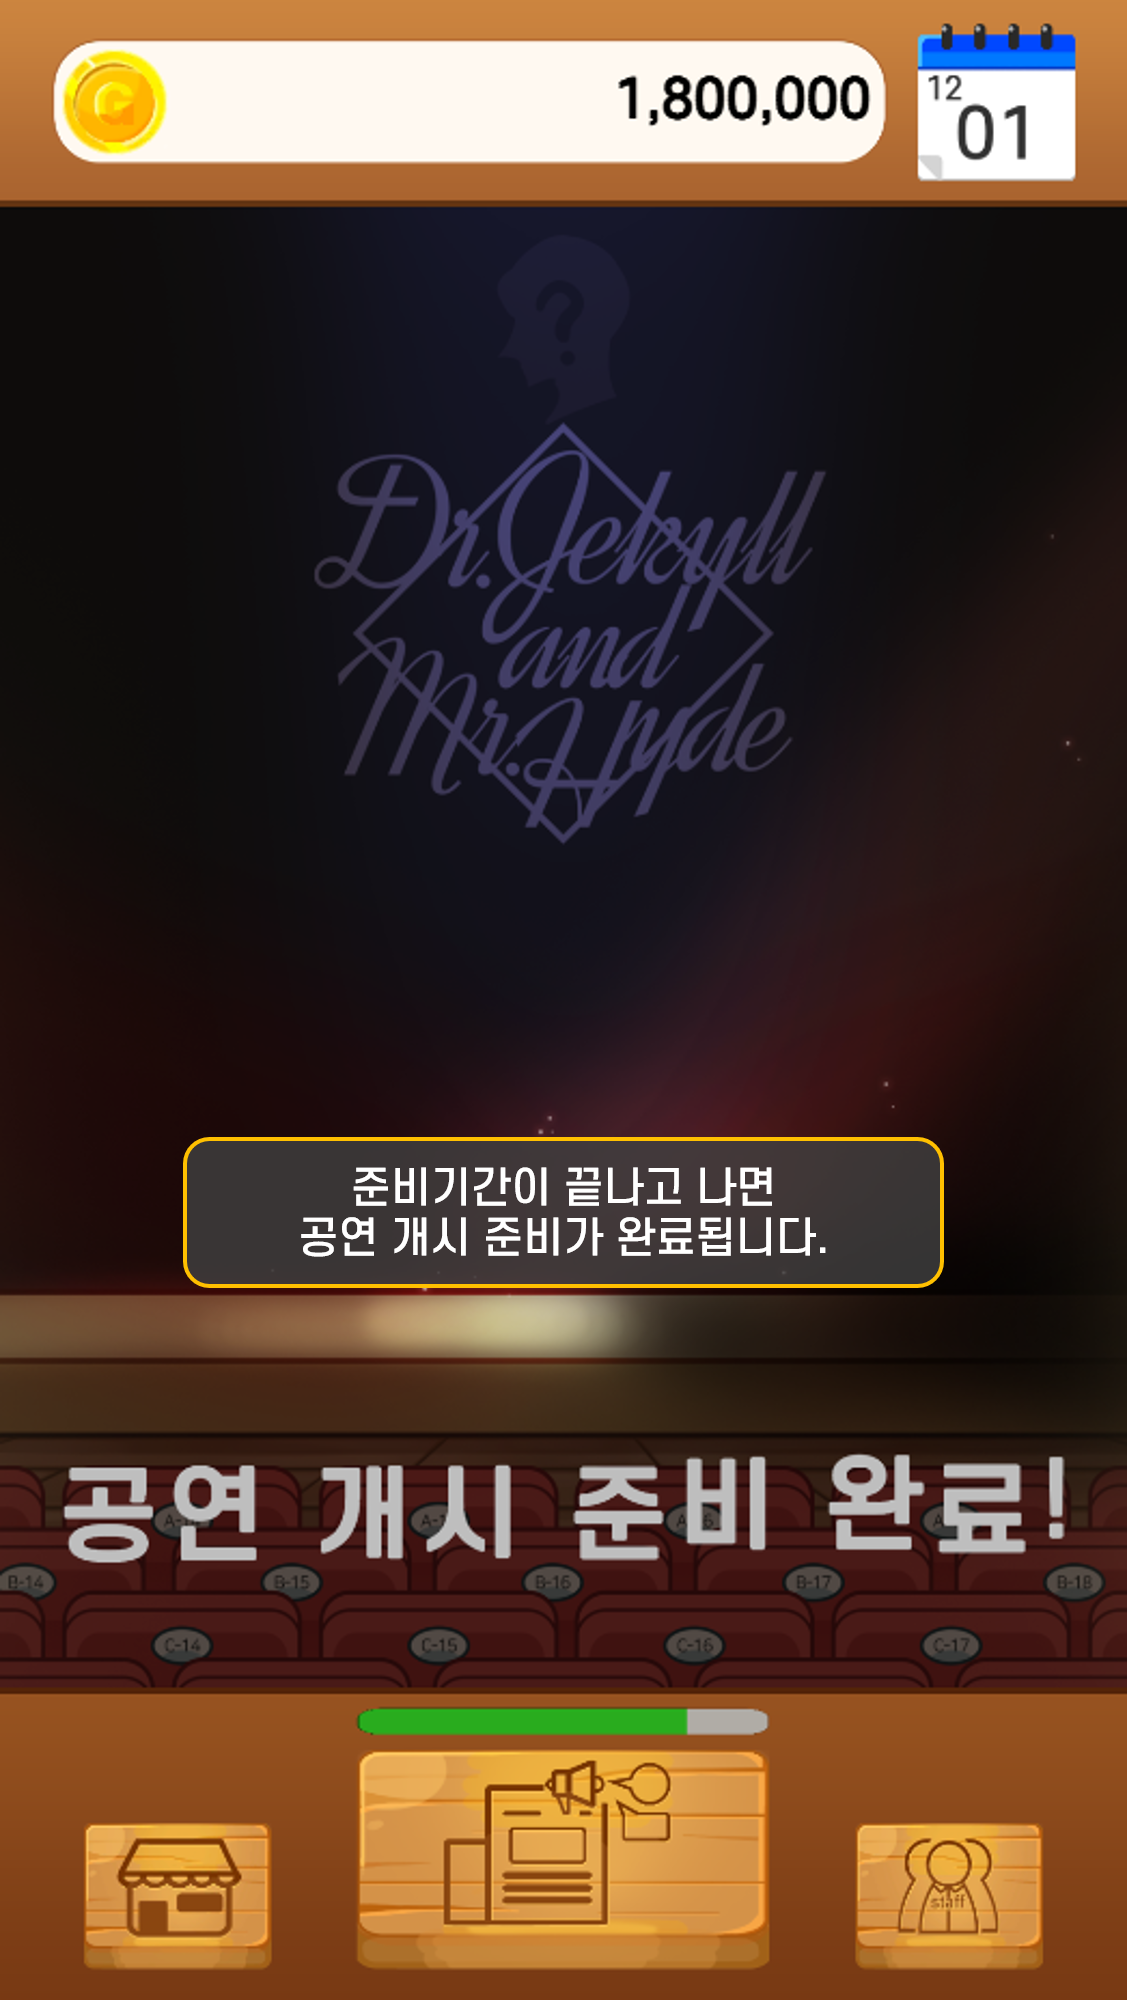 G
1,800,000
12
01
?
Dr. Jekyll
and
Mr. Hyde
준비기간이 끝나고 나면
공연 개시 준비가 완료됩니다.
공연 개시 준비 완료!
B-14 B-15 B-16 B-17 B-18
C-14 C-15 C-16 C-17
staff